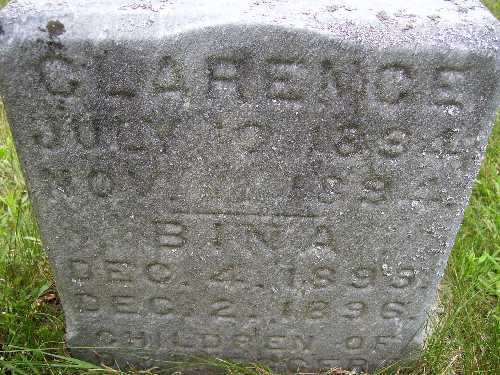 CLARENCE
JULY 1894
NOV. 1894
BINA
DEC. 4. 1895
DEC. 2. 1896.
CHILDREN OF